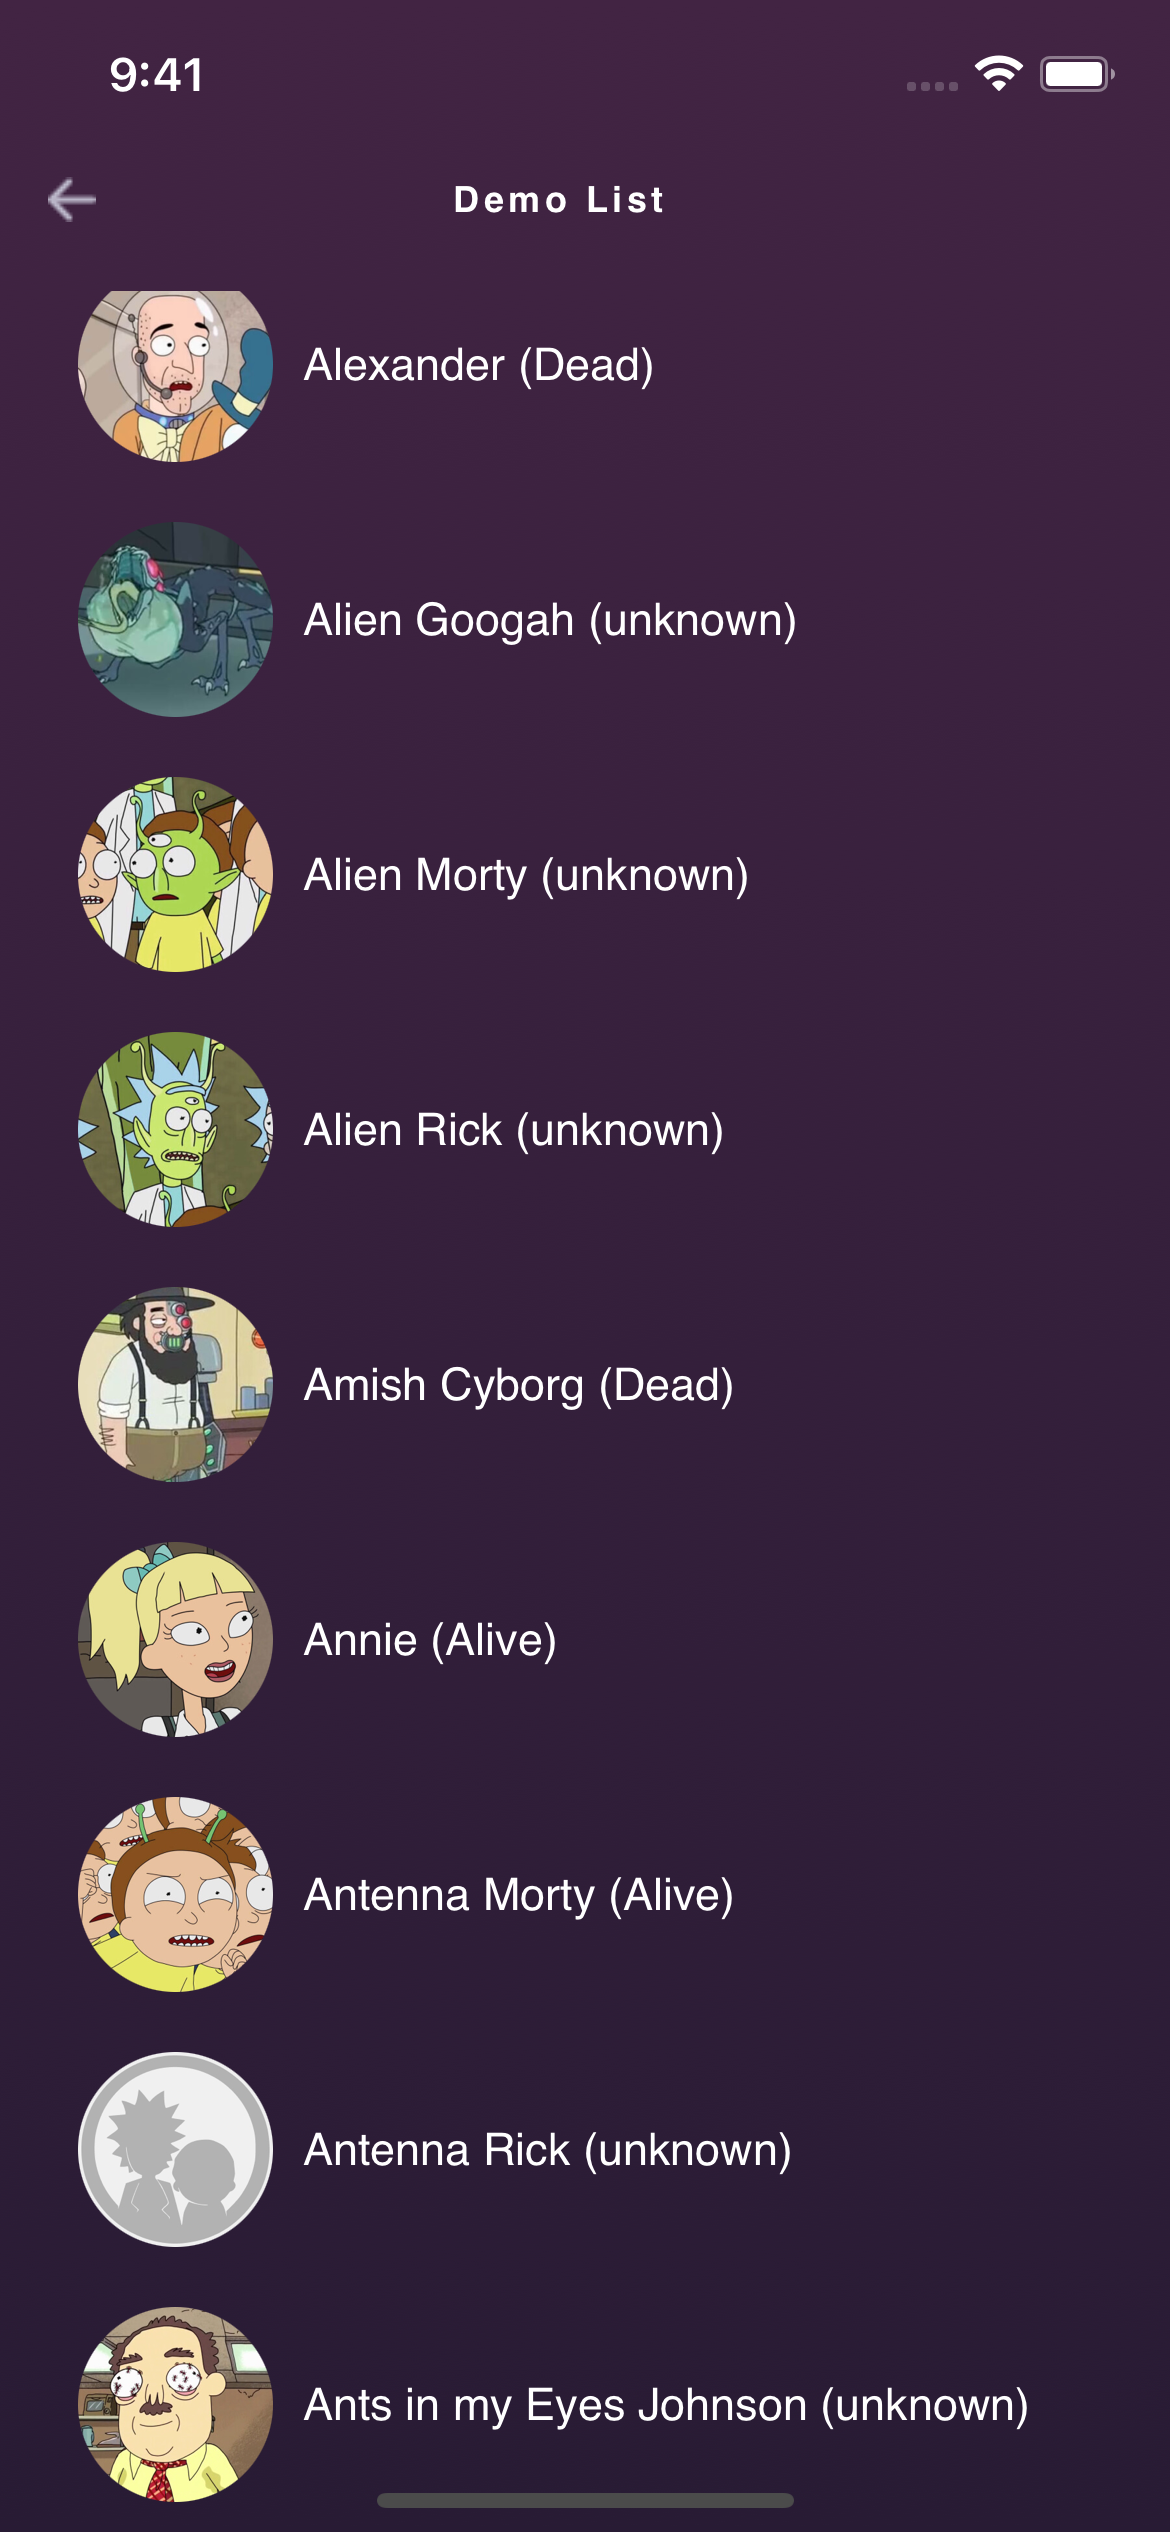 9:41
Demo List
Alexander (Dead)
Alien Googah (unknown)
Alien Morty (unknown)
Alien Rick (unknown)
Amish Cyborg (Dead)
Annie (Alive)
Antenna Morty (Alive)
Antenna Rick (unknown)
Ants in my Eyes Johnson (unknown)